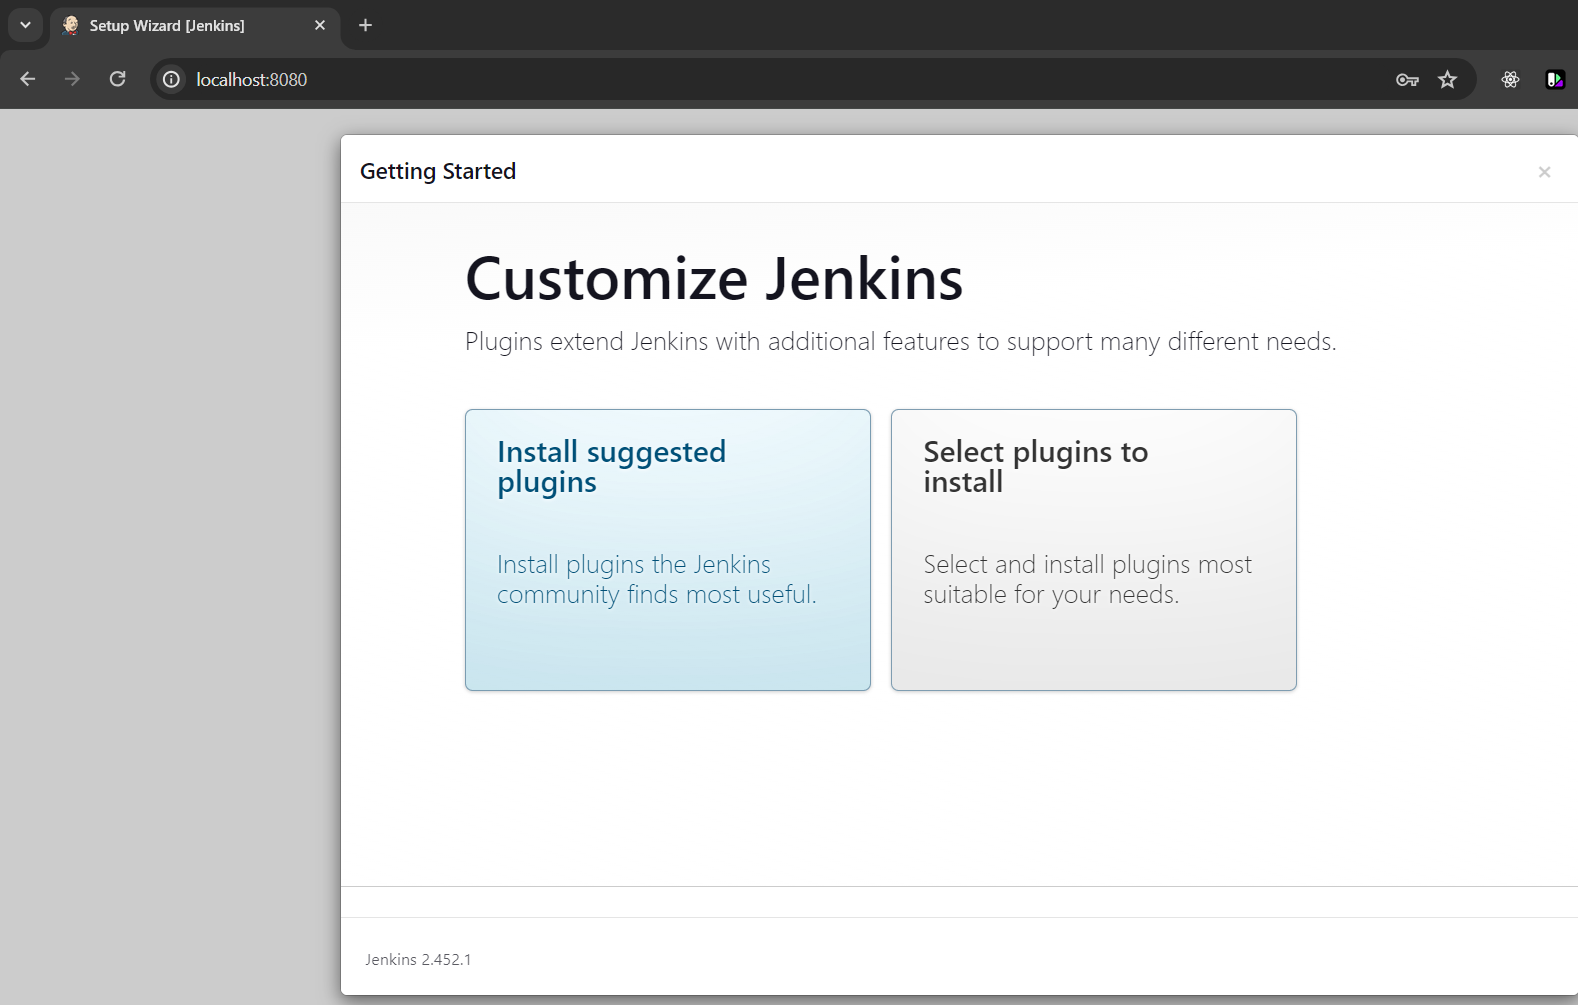 Setup Wizard [Jenkins]
localhost:8080
Getting Started
Customize Jenkins
Plugins extend Jenkins with additional features to support many different needs.
Install suggested
plugins
Install plugins the Jenkins
community finds most useful.
Select plugins to
install
Select and install plugins most
suitable for your needs.
Jenkins 2.452.1